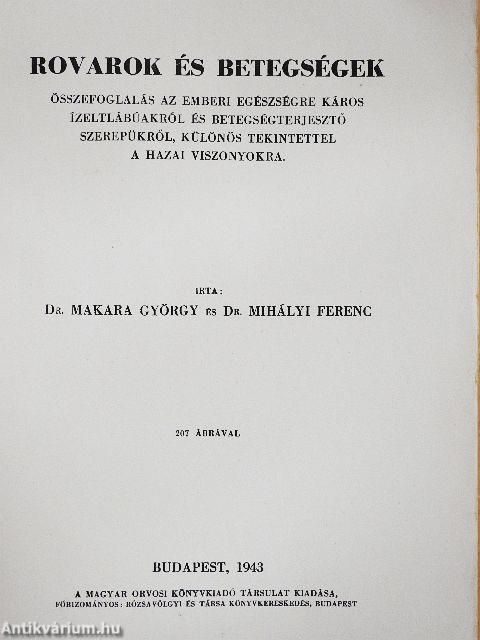 ROVAROK ÉS BETEGSÉGEK
ÖSSZEFOGLALÁS AZ EMBERI EGÉSZSÉGRE KÁROS
ÍZELTLÁBÚAKRÓL ÉS BETEGSÉGTERJESZTŐ
SZEREPÜKRŐL, KÜLÖNÖS TEKINTETTEL
A HAZAI VISZONYOKRA.
IRTA:
DR. MAKARA GYÖRGY ÉS DR. MIHÁLYI FERENC
207 ÁBRÁVAL
BUDAPEST, 1943
A MAGYAR ORVOSI KÖNYVKIADÓ TÁRSULAT KIADÁSA,
FŐBIZOMÁNYOS: RÓZSAVÖLGYI ÉS TÁRSA KÖNYVKERESKEDÉS, BUDAPEST
Antikvárium.hu